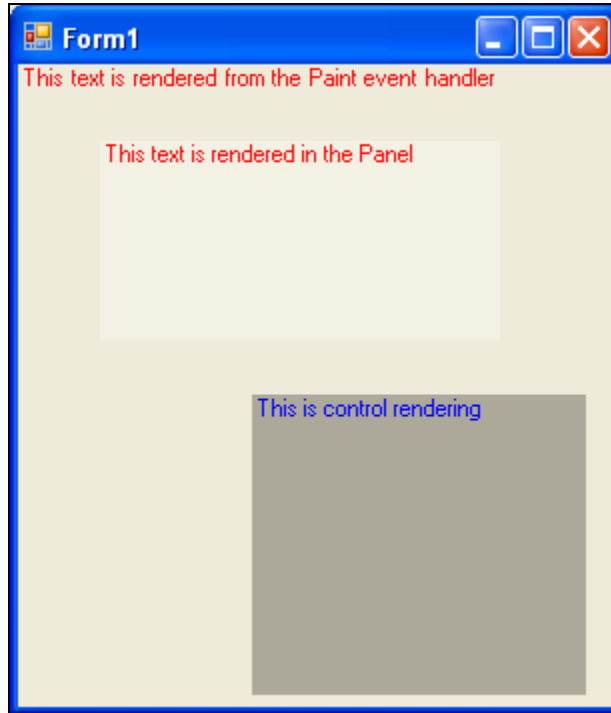 Form1
This text is rendered from the Paint event handler
This text is rendered in the Panel
This is control rendering